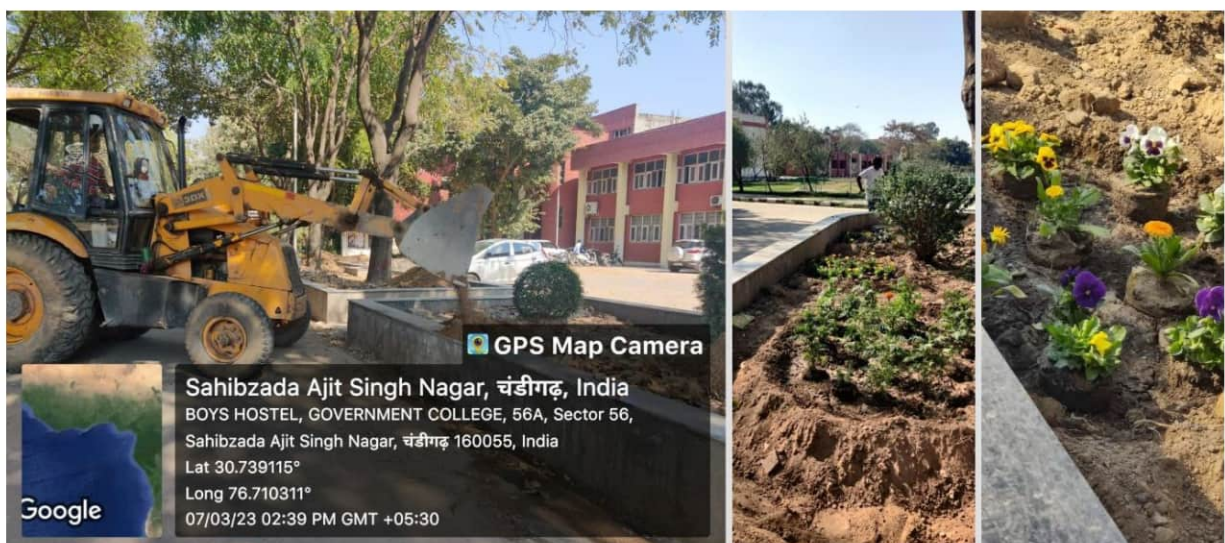 3DX
GPS Map Camera
Sahibzada Ajit Singh Nagar, चंडीगढ़, India
BOYS HOSTEL, GOVERNMENT COLLEGE, 56A, Sector 56,
Sahibzada Ajit Singh Nagar, चंडीगढ़ 160055, India
Lat 30.739115°
Long 76.710311°
07/03/23 02:39 PM GMT +05:30
Google